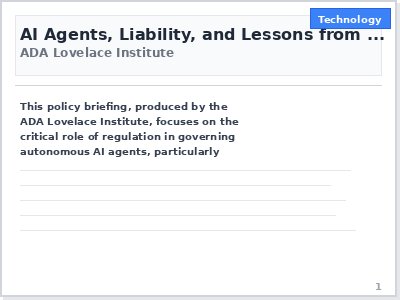 Technology
AI Agents, Liability, and Lessons from ...
ADA Lovelace Institute
This policy briefing, produced by the
ADA Lovelace Institute, focuses on the
critical role of regulation in governing
autonomous AI agents, particularly
1